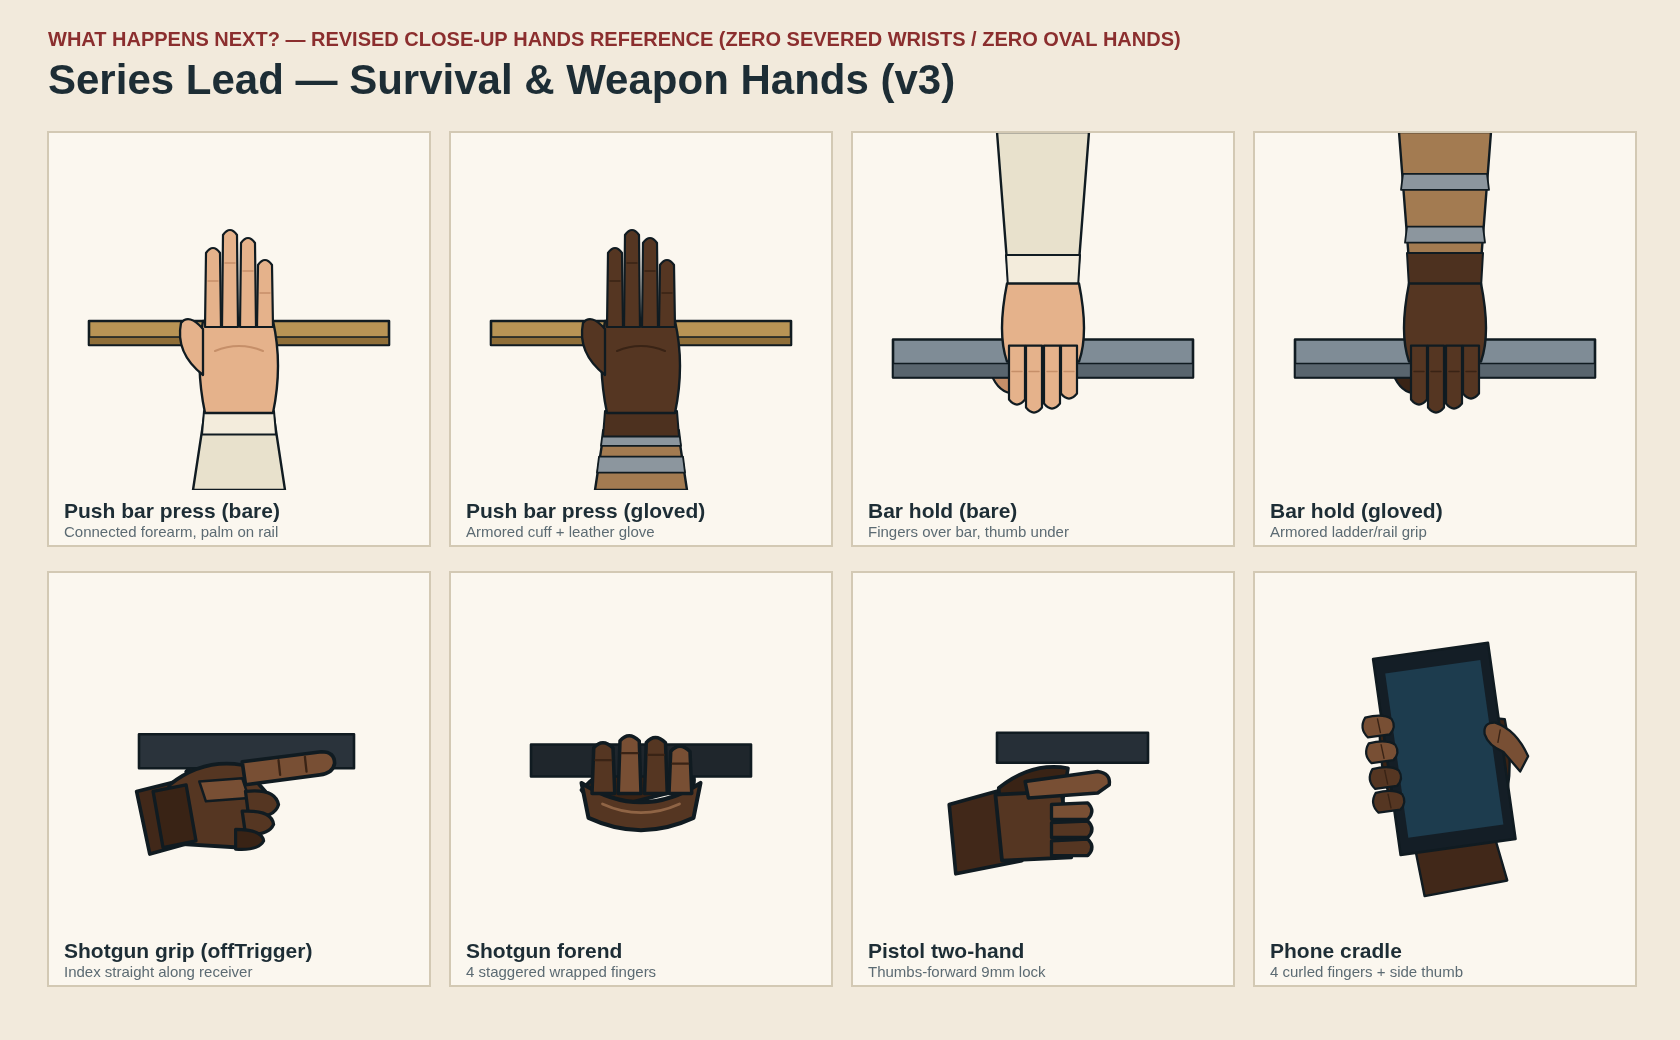 WHAT HAPPENS NEXT? — REVISED CLOSE-UP HANDS REFERENCE (ZERO SEVERED WRISTS / ZERO OVAL HANDS)
Series Lead — Survival & Weapon Hands (v3)
Push bar press (bare)
Connected forearm, palm on rail
Push bar press (gloved)
Armored cuff + leather glove
Bar hold (bare)
Fingers over bar, thumb under
Bar hold (gloved)
Armored ladder/rail grip
Shotgun grip (offTrigger)
Index straight along receiver
Shotgun forend
4 staggered wrapped fingers
Pistol two-hand
Thumbs-forward 9mm lock
Phone cradle
4 curled fingers + side thumb